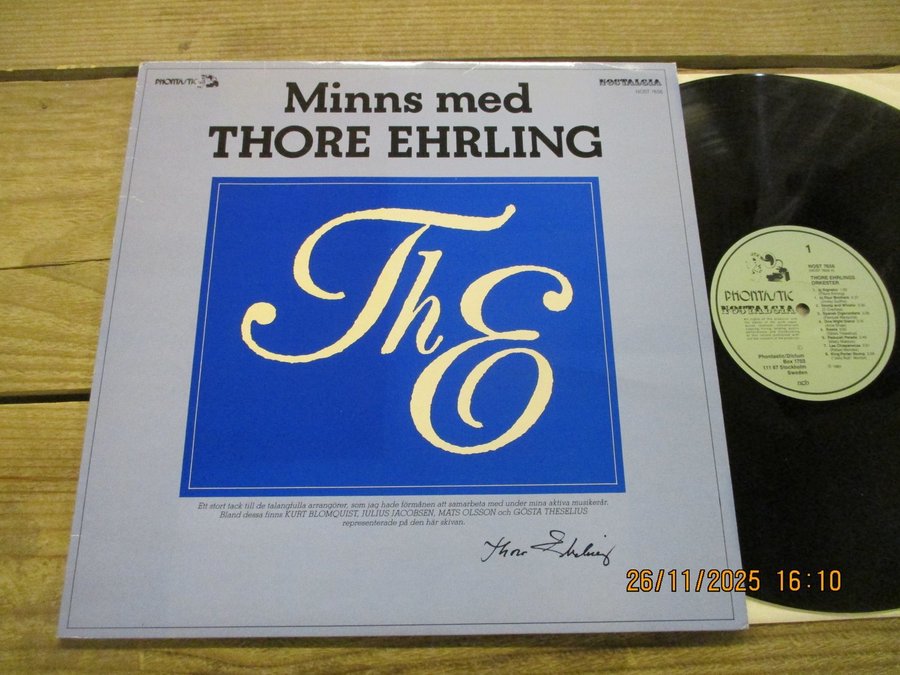 PHONTASTIC
NOSTALGIA
NOST 7656
Minns med
THORE EHRLING
ThE
Ett stort tack till de talangfulla arrangörer, som jag hade förmånen att samarbeta med under mina aktiva musikerår.
Bland dessa finns KURT BLOMQUIST, JULIUS JACOBSEN, MATS OLSSON och GÖSTA THESELIUS
representerade på den här skivan.
Thore Ehrling
26/11/2025 16:10
1
PHONTASTIC
NOSTALGIA
NOST 7656
THORE EHRLINGS
ORKESTER
Phontastic/Dictum
Box 1703
111 87 Stockholm
Sweden
ncb